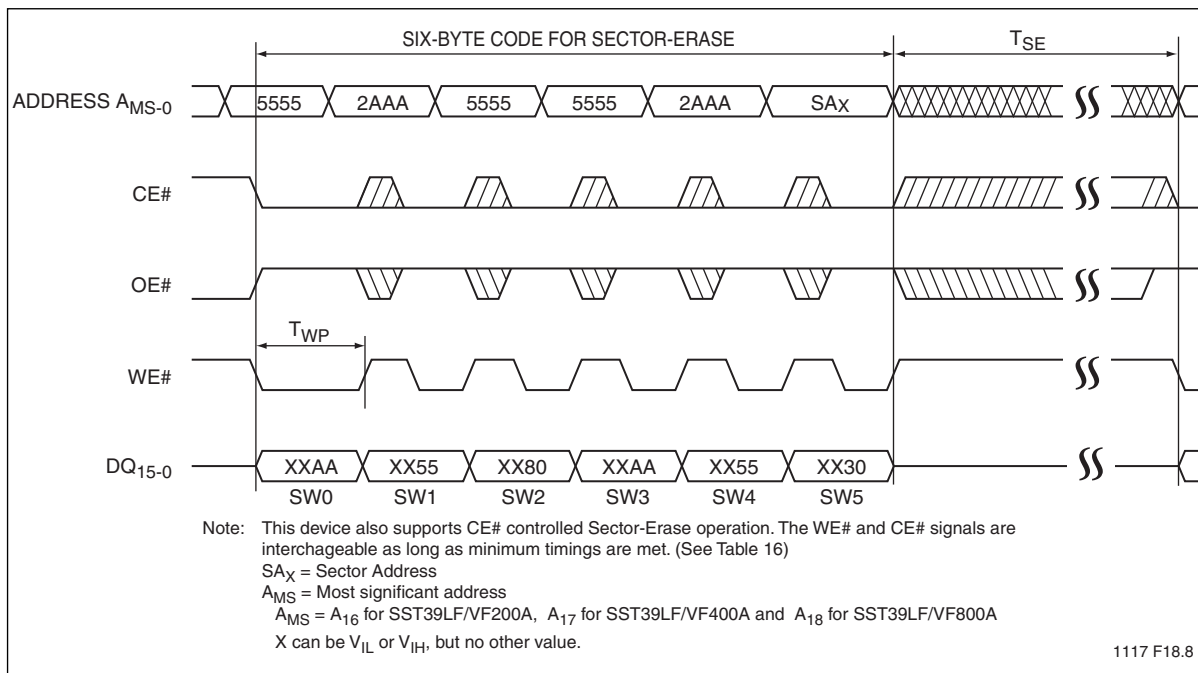 SIX-BYTE CODE FOR SECTOR-ERASE TSE
ADDRESS AMS-0 5555 2AAA 5555 5555 2AAA SAX
CE#
OE#
TWP
WE#
DQ15-0 XXAA XX55 XX80 XXAA XX55 XX30
SW0 SW1 SW2 SW3 SW4 SW5
Note: This device also supports CE# controlled Sector-Erase operation. The WE# and CE# signals are
interchageable as long as minimum timings are met. (See Table 16)
SAX = Sector Address
AMS = Most significant address
AMS = A16 for SST39LF/VF200A, A17 for SST39LF/VF400A and A18 for SST39LF/VF800A
X can be VIL or VIH, but no other value.
1117 F18.8